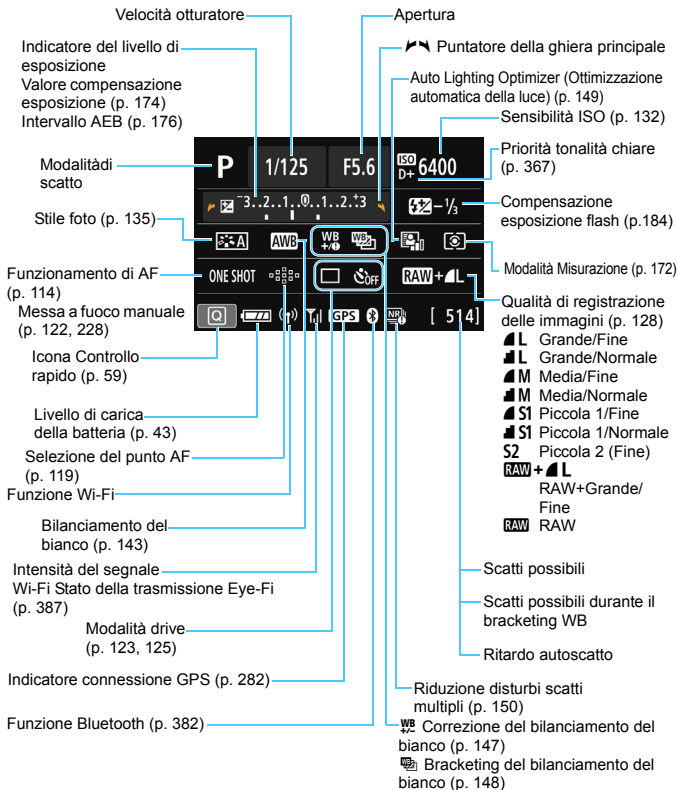 Velocità otturatore
Apertura
Indicatore del livello di
esposizione
Valore compensazione
esposizione (p. 174)
Intervallo AEB (p. 176)
Puntatore della ghiera principale
Auto Lighting Optimizer (Ottimizzazione
automatica della luce) (p. 149)
Sensibilità ISO (p. 132)
Priorità tonalità chiare
(p. 367)
Modalitàdi
scatto
P 1/125 F5.6 ISO D+ 6400
-3..2..1..0..1..2.+3
-1/3
Compensazione
esposizione flash (p.184)
Stile foto (p. 135)
A AWB WB +/- WB
Modalità Misurazione (p. 172)
Funzionamento di AF
(p. 114)
ONE SHOT OFF RAW+L
Messa a fuoco manuale
(p. 122, 228)
Q GPS NR [ 514]
Icona Controllo
rapido (p. 59)
Livello di carica
della batteria (p. 43)
Selezione del punto AF
(p. 119)
Funzione Wi-Fi
Bilanciamento del
bianco (p. 143)
Intensità del segnale
Wi-Fi Stato della trasmissione Eye-Fi
(p. 387)
Modalità drive
(p. 123, 125)
Indicatore connessione GPS (p. 282)
Funzione Bluetooth (p. 382)
Qualità di registrazione
delle immagini (p. 128)
L Grande/Fine
L Grande/Normale
M Media/Fine
M Media/Normale
S1 Piccola 1/Fine
S1 Piccola 1/Normale
S2 Piccola 2 (Fine)
RAW+L
RAW+Grande/
Fine
RAW RAW
Scatti possibili
Scatti possibili durante il
bracketing WB
Ritardo autoscatto
Riduzione disturbi scatti
multipli (p. 150)
WB +/- Correzione del bilanciamento del
bianco (p. 147)
WB Bracketing del bilanciamento del
bianco (p. 148)